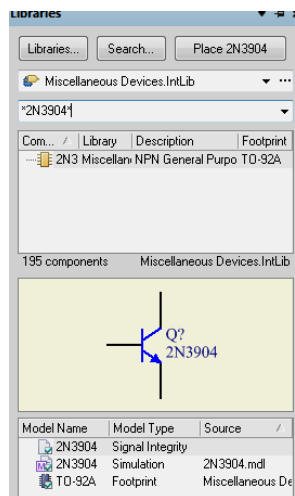 Libraries
Libraries... Search... Place 2N3904
Miscellaneous Devices.IntLib
*2N3904*
Com... Library Description Footprint
2N3 Miscellan NPN General Purpo TO-92A
195 components Miscellaneous Devices.IntLib
Q?
2N3904
Model Name Model Type Source
2N3904 Signal Integrity
2N3904 Simulation 2N3904.mdl
TO-92A Footprint Miscellaneous De